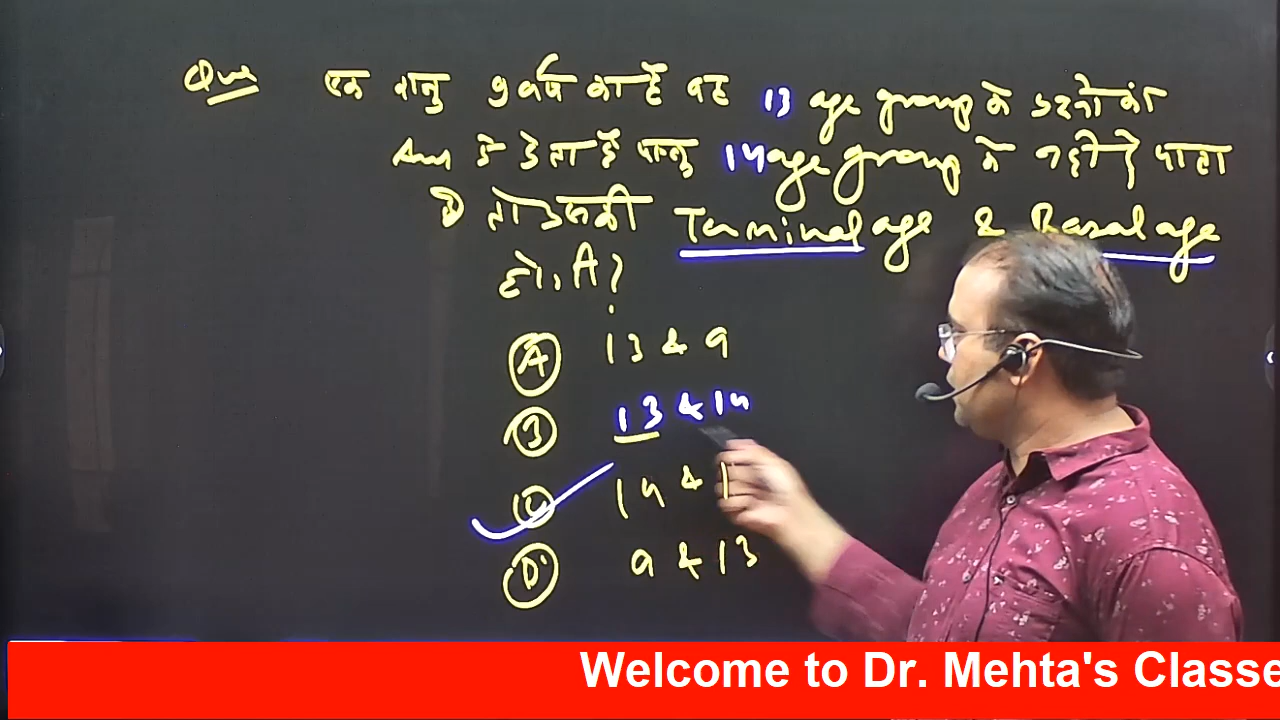 Que एक बालक 9 वर्ष का है वह 13 age group के प्रश्नों का
Ans दे देता है परन्तु 14 age group के नहीं दे पाता
है तो उसकी Terminal age & Basal age
होगी?
(A) 13 & 9
(B) 13 & 14
(C) 14 & 1
(D) 9 & 13
Welcome to Dr. Mehta's Classe